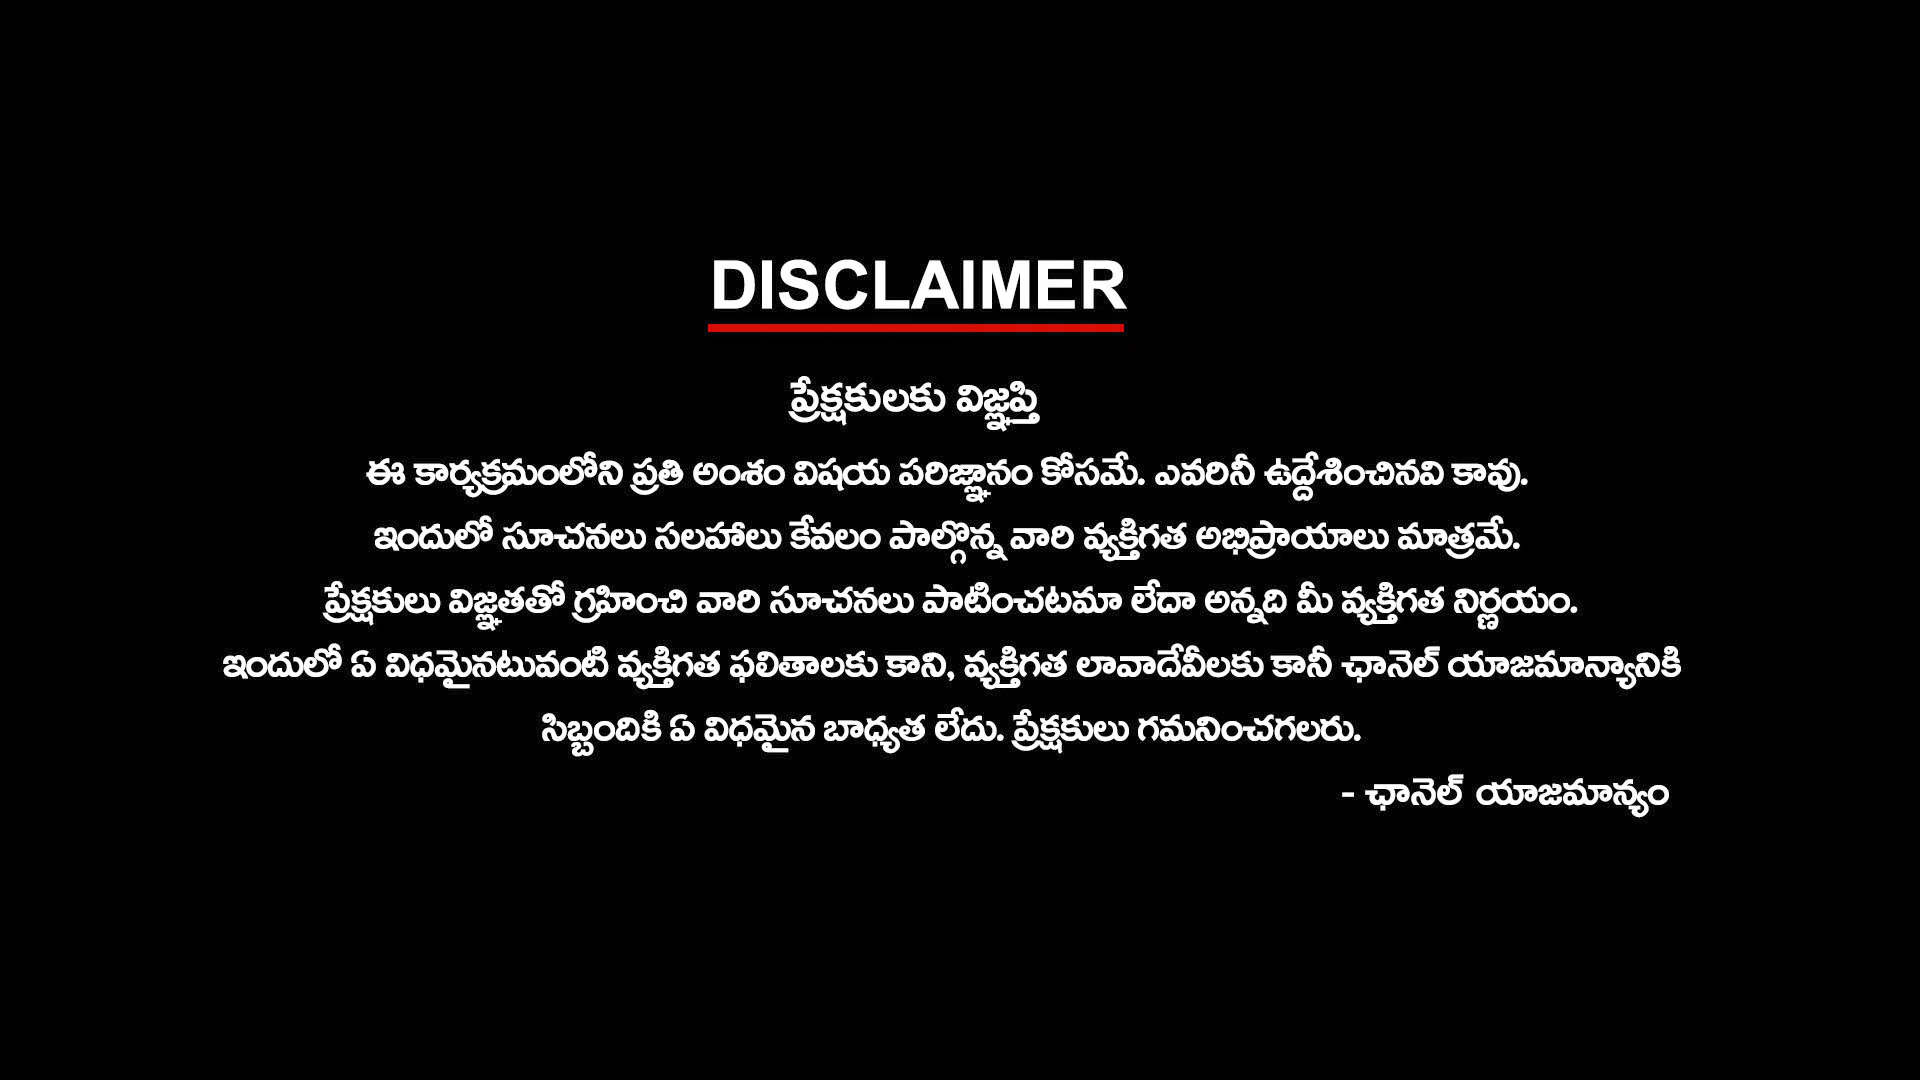 DISCLAIMER
ప్రేక్షకులకు విజ్ఞప్తి
ఈ కార్యక్రమంలోని ప్రతి అంశం విషయ పరిజ్ఞానం కోసమే. ఎవరినీ ఉద్దేశించినవి కావు.
ఇందులో సూచనలు సలహాలు కేవలం పాల్గొన్న వారి వ్యక్తిగత అభిప్రాయాలు మాత్రమే.
ప్రేక్షకులు విజ్ఞతతో గ్రహించి వారి సూచనలు పాటించటమా లేదా అన్నది మీ వ్యక్తిగత నిర్ణయం.
ఇందులో ఏ విధమైనటువంటి వ్యక్తిగత ఫలితాలకు కాని, వ్యక్తిగత లావాదేవీలకు కానీ ఛానెల్ యాజమాన్యానికి
సిబ్బందికి ఏ విధమైన బాధ్యత లేదు. ప్రేక్షకులు గమనించగలరు.
- ఛానెల్ యాజమాన్యం